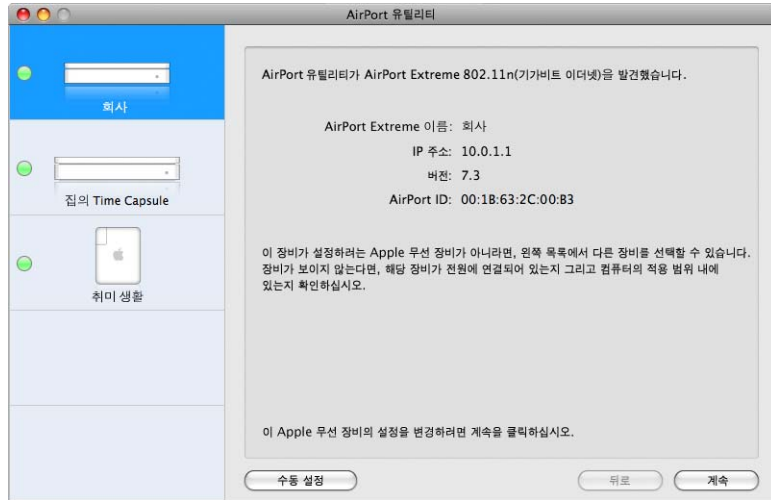 AirPort 유틸리티
회사
집의 Time Capsule
취미 생활
AirPort 유틸리티가 AirPort Extreme 802.11n(기가비트 이더넷)을 발견했습니다.
AirPort Extreme 이름: 회사
IP 주소: 10.0.1.1
버전: 7.3
AirPort ID: 00:1B:63:2C:00:B3
이 장비가 설정하려는 Apple 무선 장비가 아니라면, 왼쪽 목록에서 다른 장비를 선택할 수 있습니다.
장비가 보이지 않는다면, 해당 장비가 전원에 연결되어 있는지 그리고 컴퓨터의 적용 범위 내에
있는지 확인하십시오.
이 Apple 무선 장비의 설정을 변경하려면 계속을 클릭하십시오.
수동 설정
뒤로
계속